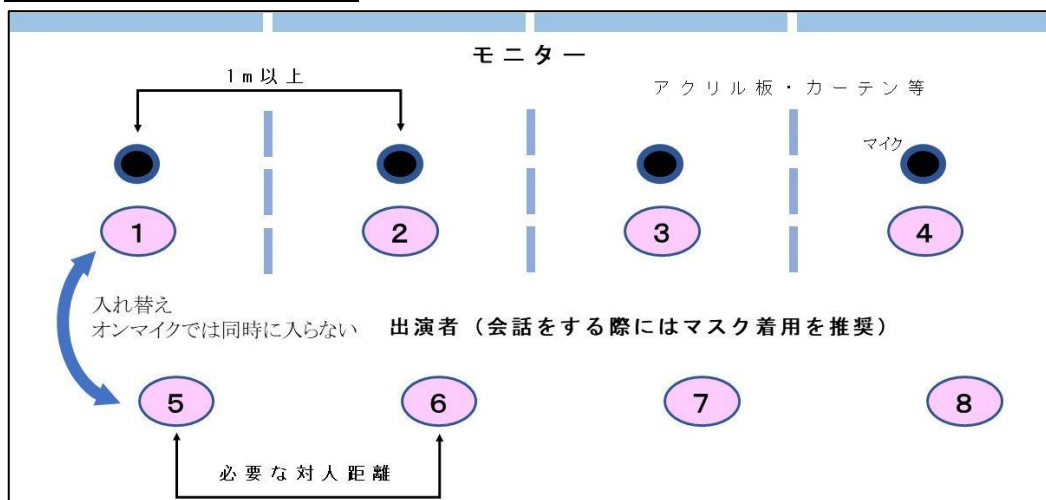 モニター
1m以上
アクリル板・カーテン等
マイク
1
2
3
4
入れ替え
オンマイクでは同時に入らない
出演者（会話をする際にはマスク着用を推奨）
5
6
7
8
必要な対人距離